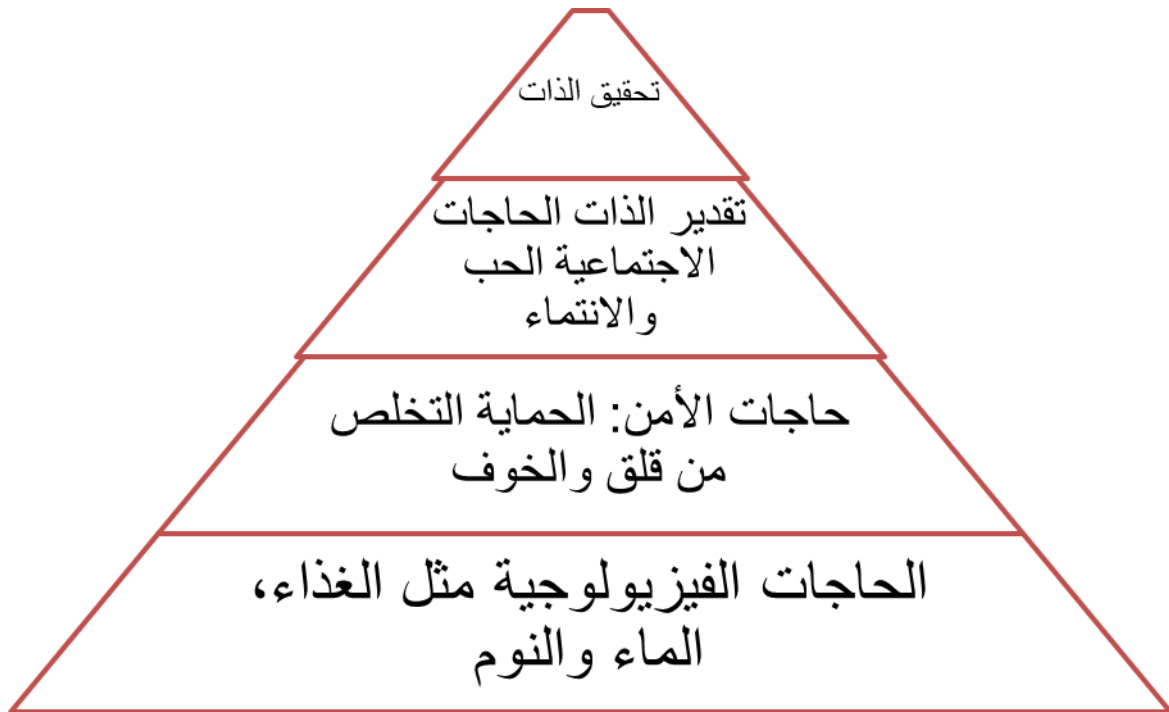 تحقيق الذات
تقدير الذات الحاجات
الاجتماعية الحب
والانتماء
حاجات الأمن: الحماية التخلص
من قلق والخوف
الحاجات الفيزيولوجية مثل الغذاء،
الماء والنوم